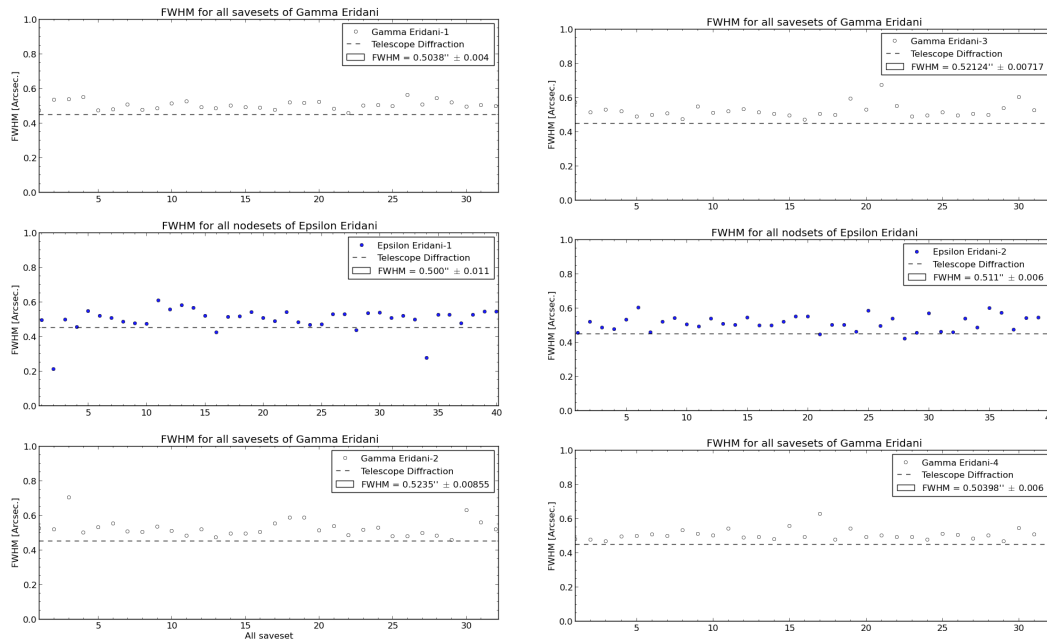 FWHM for all savesets of Gamma Eridani
FWHM [Arcsec.]
1.0
0.8
0.6
0.4
0.2
0.0
Gamma Eridani-1
Telescope Diffraction
FWHM = 0.5038'' ± 0.004
5
10
15
20
25
30
FWHM for all nodesets of Epsilon Eridani
FWHM [Arcsec.]
1.0
0.8
0.6
0.4
0.2
0.0
Epsilon Eridani-1
Telescope Diffraction
FWHM = 0.500'' ± 0.011
5
10
15
20
25
30
35
40
FWHM for all savesets of Gamma Eridani
FWHM [Arcsec.]
1.0
0.8
0.6
0.4
0.2
0.0
Gamma Eridani-2
Telescope Diffraction
FWHM = 0.5235'' ± 0.00855
5
10
15
20
25
30
All saveset
FWHM for all savesets of Gamma Eridani
FWHM [Arcsec.]
1.0
0.8
0.6
0.4
0.2
0.0
Gamma Eridani-3
Telescope Diffraction
FWHM = 0.52124'' ± 0.00717
5
10
15
20
25
30
FWHM for all nodsets of Epsilon Eridani
FWHM [Arcsec.]
1.0
0.8
0.6
0.4
0.2
0.0
Epsilon Eridani-2
Telescope Diffraction
FWHM = 0.511'' ± 0.006
5
10
15
20
25
30
35
FWHM for all savesets of Gamma Eridani
FWHM [Arcsec.]
1.0
0.8
0.6
0.4
0.2
0.0
Gamma Eridani-4
Telescope Diffraction
FWHM = 0.50398'' ± 0.006
5
10
15
20
25
30